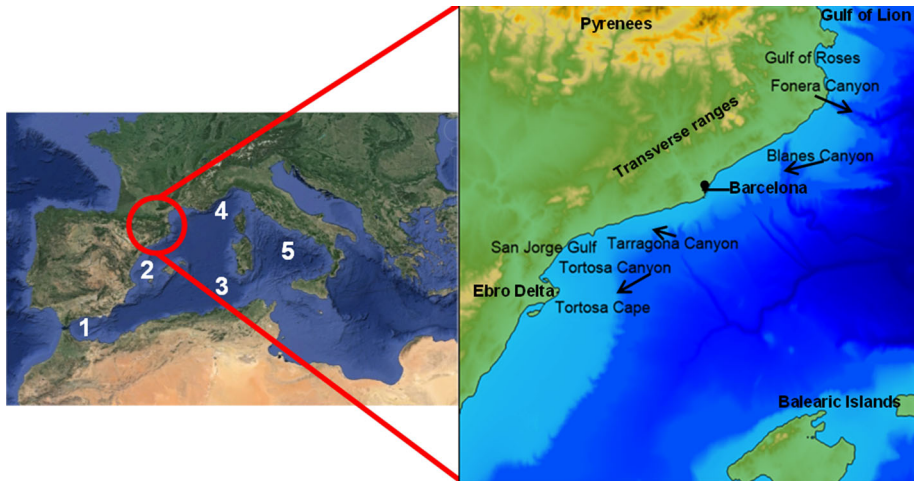 4
5
2
3
1
Pyrenees
Gulf of Lion
Gulf of Roses
Fonera Canyon
Transverse ranges
Blanes Canyon
Barcelona
San Jorge Gulf
Tarragona Canyon
Tortosa Canyon
Ebro Delta
Tortosa Cape
Balearic Islands